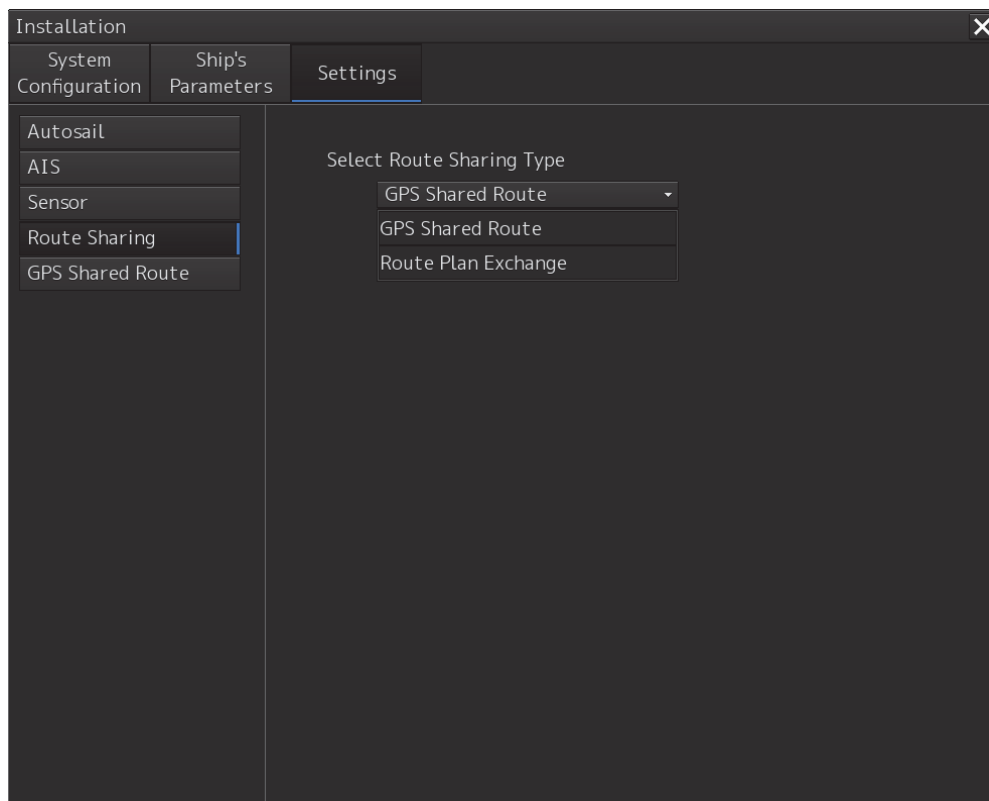 Installation
System
Configuration
Ship's
Parameters
Settings
Autosail
AIS
Sensor
Route Sharing
GPS Shared Route
Select Route Sharing Type
GPS Shared Route
GPS Shared Route
Route Plan Exchange